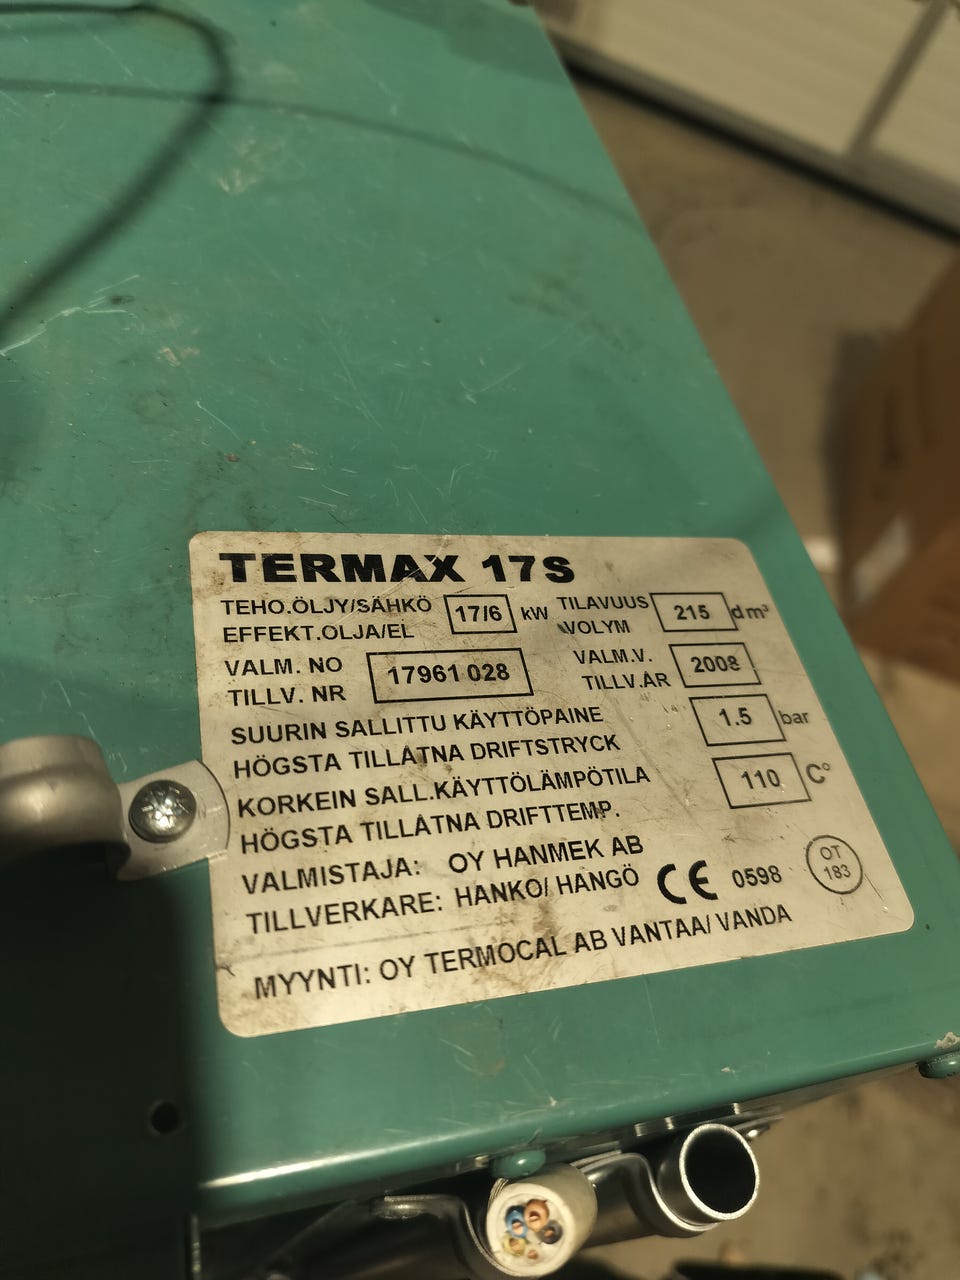 TERMAX 17S
TEHO.ÖLJY/SÄHKÖ 17/6 kW TILAVUUS 215 dm³
EFFEKT.OLJA/EL VOLYM
VALM. NO 17961 028 VALM.V. 2008
TILLV. NR TILLV.ÅR
SUURIN SALLITTU KÄYTTÖPAINE 1.5 bar
HÖGSTA TILLÅTNA DRIFTSTRYCK
KORKEIN SALL.KÄYTTÖLÄMPÖTILA 110 C°
HÖGSTA TILLÅTNA DRIFTTEMP.
VALMISTAJA: OY HANMEK AB
TILLVERKARE: HANKO/ HANGÖ CE 0598 OT 183
MYYNTI: OY TERMOCAL AB VANTAA/ VANDA